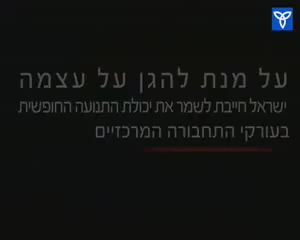 על מנת להגן על עצמה
ישראל חייבת לשמר את יכולת התנועה החופשית
בעורקי התחבורה המרכזיים